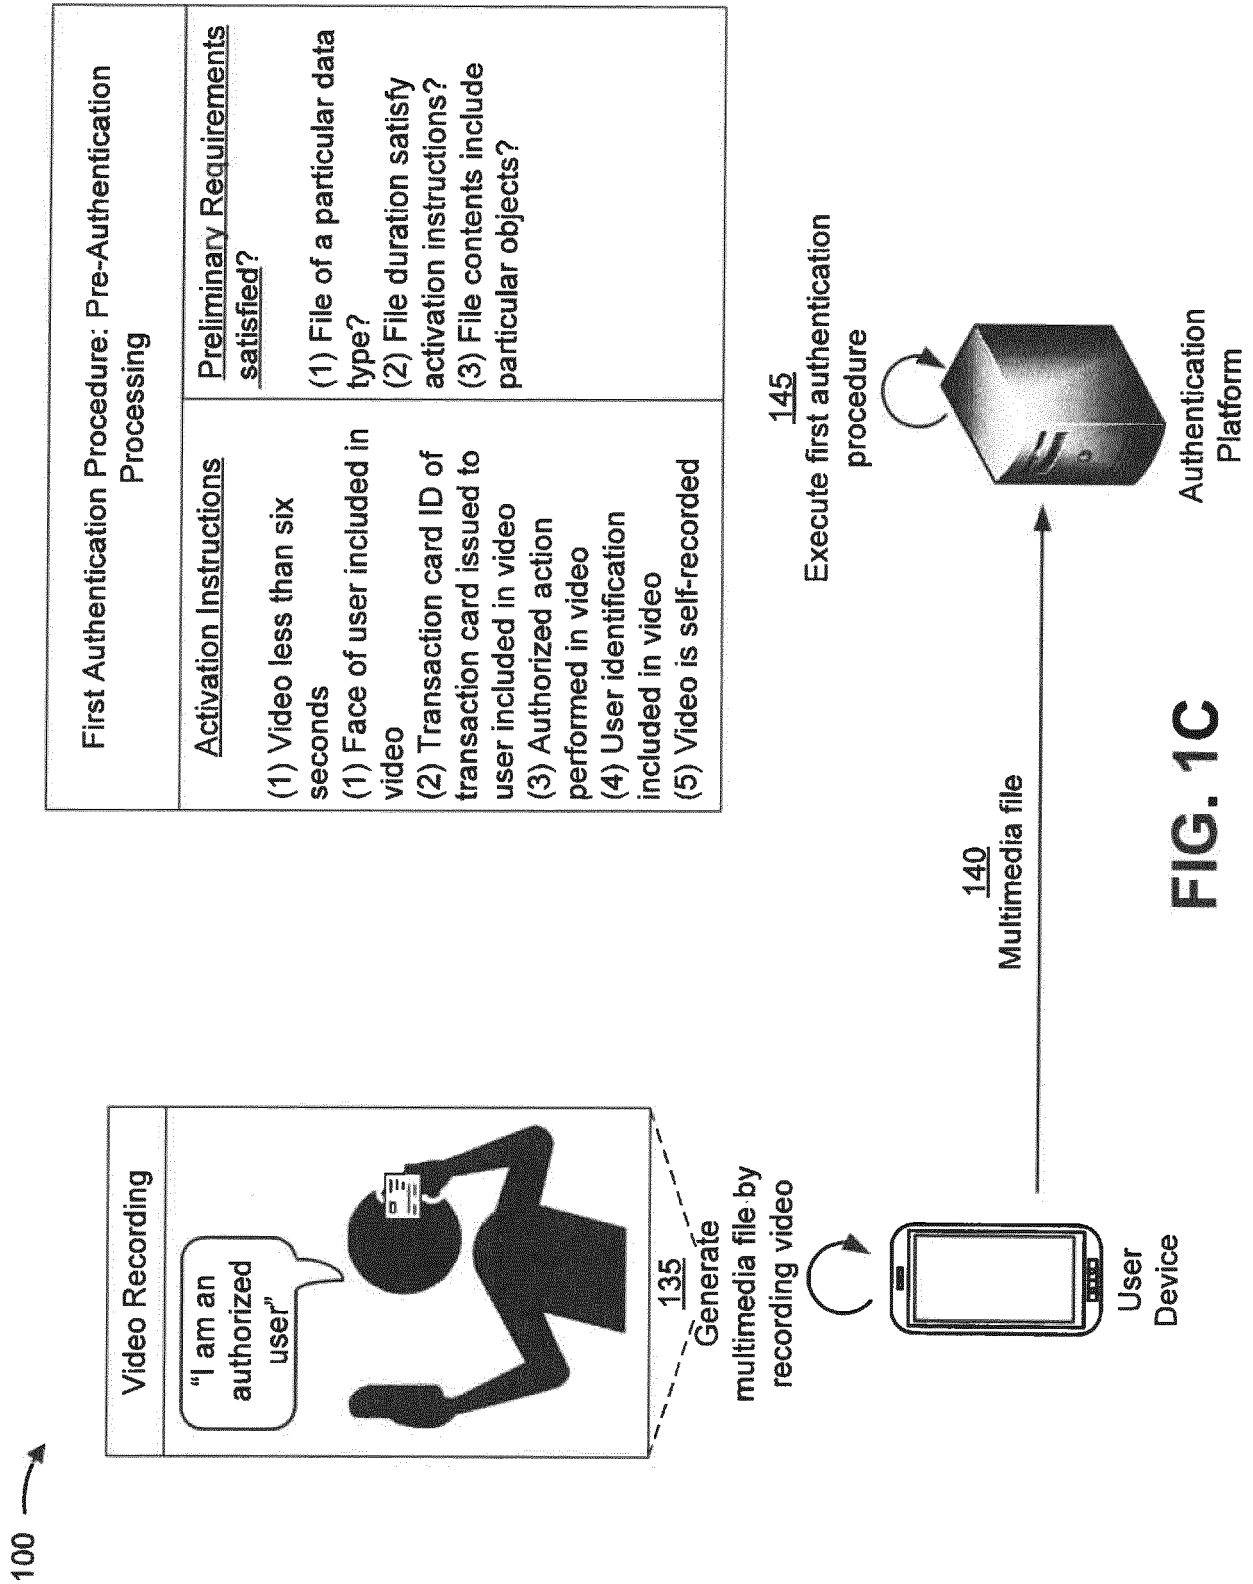 100
Video Recording
"I am an
authorized
user"
135
Generate
multimedia file by
recording video
User
Device
140
Multimedia file
First Authentication Procedure: Pre-Authentication
Processing
Activation Instructions
(1) Video less than six
seconds
(1) Face of user included in
video
(2) Transaction card ID of
transaction card issued to
user included in video
(3) Authorized action
performed in video
(4) User identification
included in video
(5) Video is self-recorded
Preliminary Requirements
satisfied?
(1) File of a particular data
type?
(2) File duration satisfy
activation instructions?
(3) File contents include
particular objects?
145
Execute first authentication
procedure
Authentication
Platform
FIG. 1C